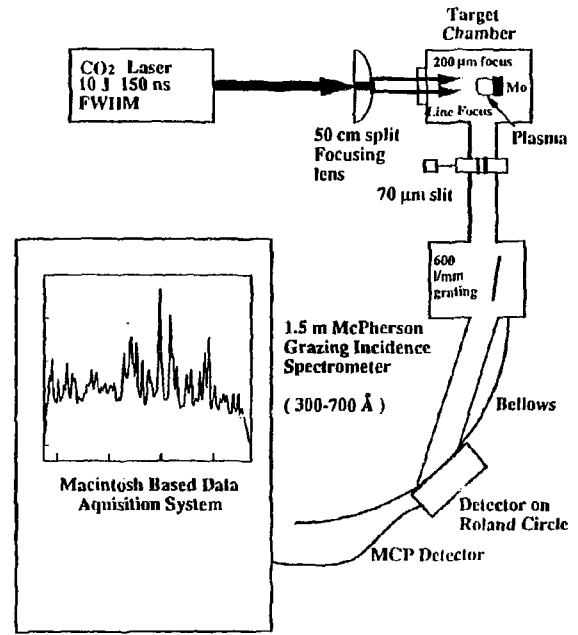 Target
Chamber
CO2 Laser
10 J 150 ns
FWHM
200 µm focus
Mo
Line Focus
Plasma
50 cm split
Focusing
lens
70 µm slit
600
l/mm
grating
1.5 m McPherson
Grazing Incidence
Spectrometer
( 300-700 Å )
Bellows
Macintosh Based Data
Aquisition System
Detector on
Roland Circle
MCP Detector